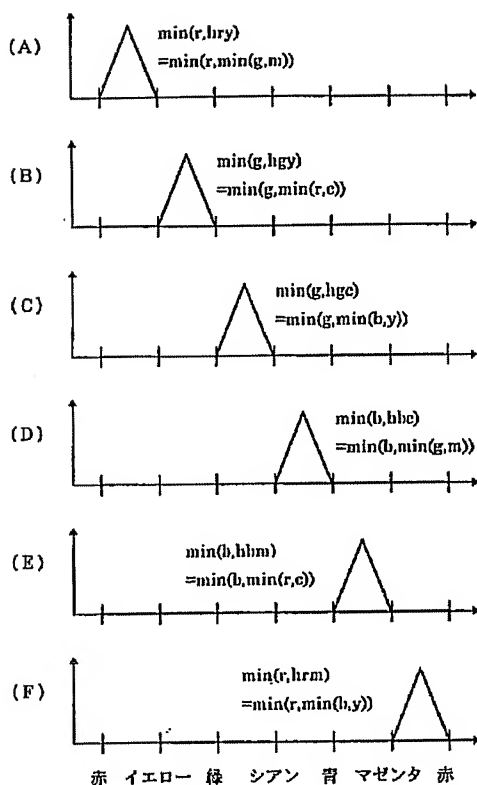 (A)
min(r,hry)
=min(r,min(g,m))
(B)
min(g,hgy)
=min(g,min(r,c))
(C)
min(g,hgc)
=min(g,min(b,y))
(D)
min(b,hbc)
=min(b,min(g,m))
(E)
min(b,hbm)
=min(b,min(r,c))
(F)
min(r,hrm)
=min(r,min(b,y))
赤 イエロー 緑 シアン 青 マゼンタ 赤